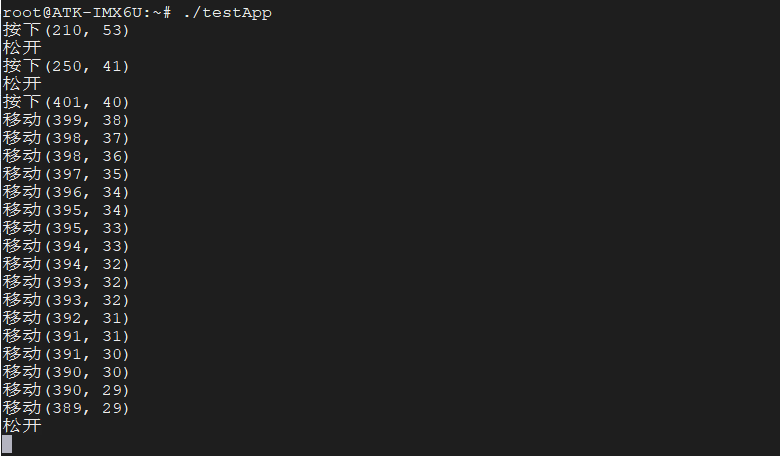 root@ATK-IMX6U:~# ./testApp
按下(210, 53)
松开
按下(250, 41)
松开
按下(401, 40)
移动(399, 38)
移动(398, 37)
移动(398, 36)
移动(397, 35)
移动(396, 34)
移动(395, 34)
移动(395, 33)
移动(394, 33)
移动(394, 32)
移动(393, 32)
移动(393, 32)
移动(392, 31)
移动(391, 31)
移动(391, 30)
移动(390, 30)
移动(390, 29)
移动(389, 29)
松开